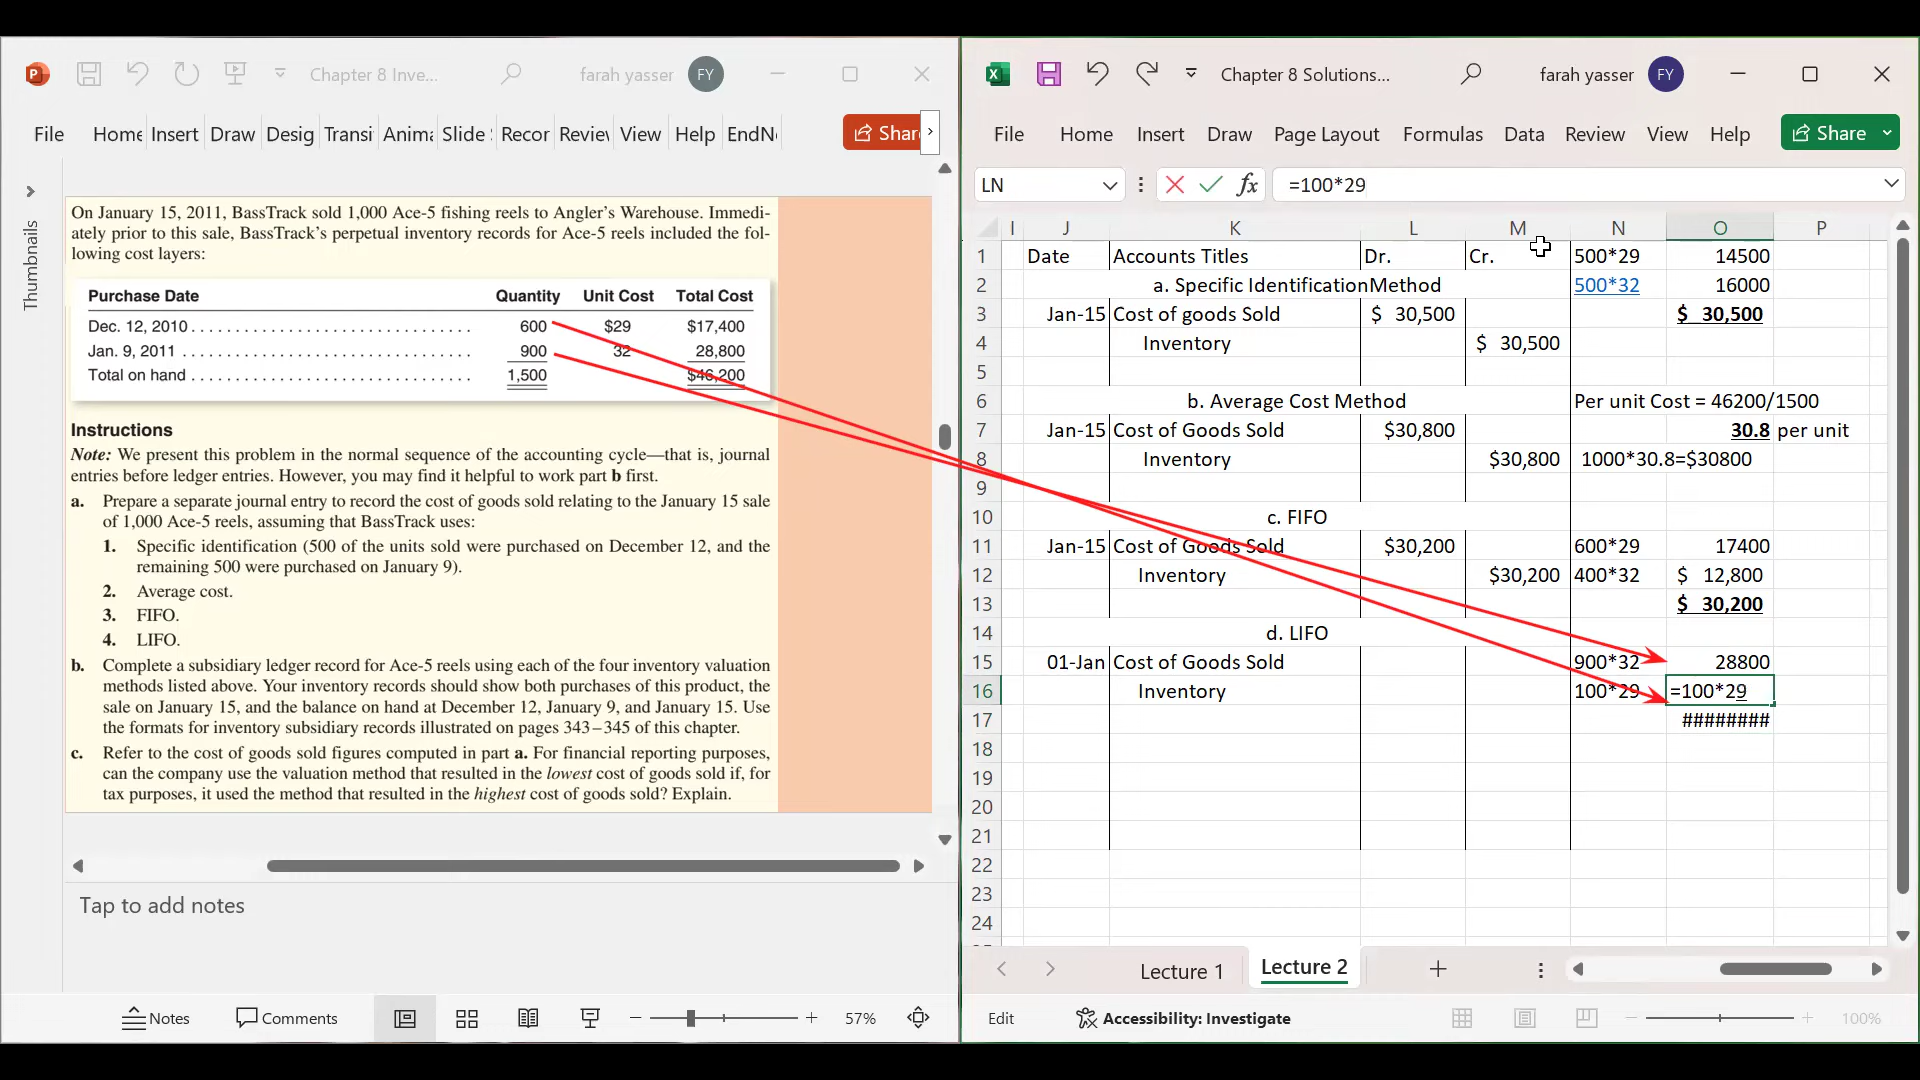 Chapter 8 Inve...
farah yasser
FY
File Home Insert Draw Desig Transi Anima Slide Recor Review View Help EndN
Share
Thumbnails
On January 15, 2011, BassTrack sold 1,000 Ace-5 fishing reels to Angler's Warehouse. Immedi-
ately prior to this sale, BassTrack's perpetual inventory records for Ace-5 reels included the fol-
lowing cost layers:
Purchase Date Quantity Unit Cost Total Cost
Dec. 12, 2010 600 $29 $17,400
Jan. 9, 2011 900 32 28,800
Total on hand 1,500 $46,200
Instructions
Note: We present this problem in the normal sequence of the accounting cycle—that is, journal
entries before ledger entries. However, you may find it helpful to work part b first.
a. Prepare a separate journal entry to record the cost of goods sold relating to the January 15 sale
of 1,000 Ace-5 reels, assuming that BassTrack uses:
1. Specific identification (500 of the units sold were purchased on December 12, and the
remaining 500 were purchased on January 9).
2. Average cost.
3. FIFO.
4. LIFO.
b. Complete a subsidiary ledger record for Ace-5 reels using each of the four inventory valuation
methods listed above. Your inventory records should show both purchases of this product, the
sale on January 15, and the balance on hand at December 12, January 9, and January 15. Use
the formats for inventory subsidiary records illustrated on pages 343–345 of this chapter.
c. Refer to the cost of goods sold figures computed in part a. For financial reporting purposes,
can the company use the valuation method that resulted in the lowest cost of goods sold if, for
tax purposes, it used the method that resulted in the highest cost of goods sold? Explain.
Tap to add notes
Notes Comments 57%
Chapter 8 Solutions...
farah yasser
FY
File Home Insert Draw Page Layout Formulas Data Review View Help
Share
LN fx =100*29
I J K L M N O P
1 Date Accounts Titles Dr. Cr. 500*29 14500
2 a. Specific Identification Method 500*32 16000
3 Jan-15 Cost of goods Sold $ 30,500 $ 30,500
4 Inventory $ 30,500
5
6 b. Average Cost Method Per unit Cost = 46200/1500
7 Jan-15 Cost of Goods Sold $30,800 30.8 per unit
8 Inventory $30,800 1000*30.8=$30800
9
10 c. FIFO
11 Jan-15 Cost of Goods Sold $30,200 600*29 17400
12 Inventory $30,200 400*32 $ 12,800
13 $ 30,200
14 d. LIFO
15 01-Jan Cost of Goods Sold 900*32 28800
16 Inventory 100*29 =100*29
17 ########
18
19
20
21
22
23
24
Lecture 1 Lecture 2
Edit Accessibility: Investigate 100%